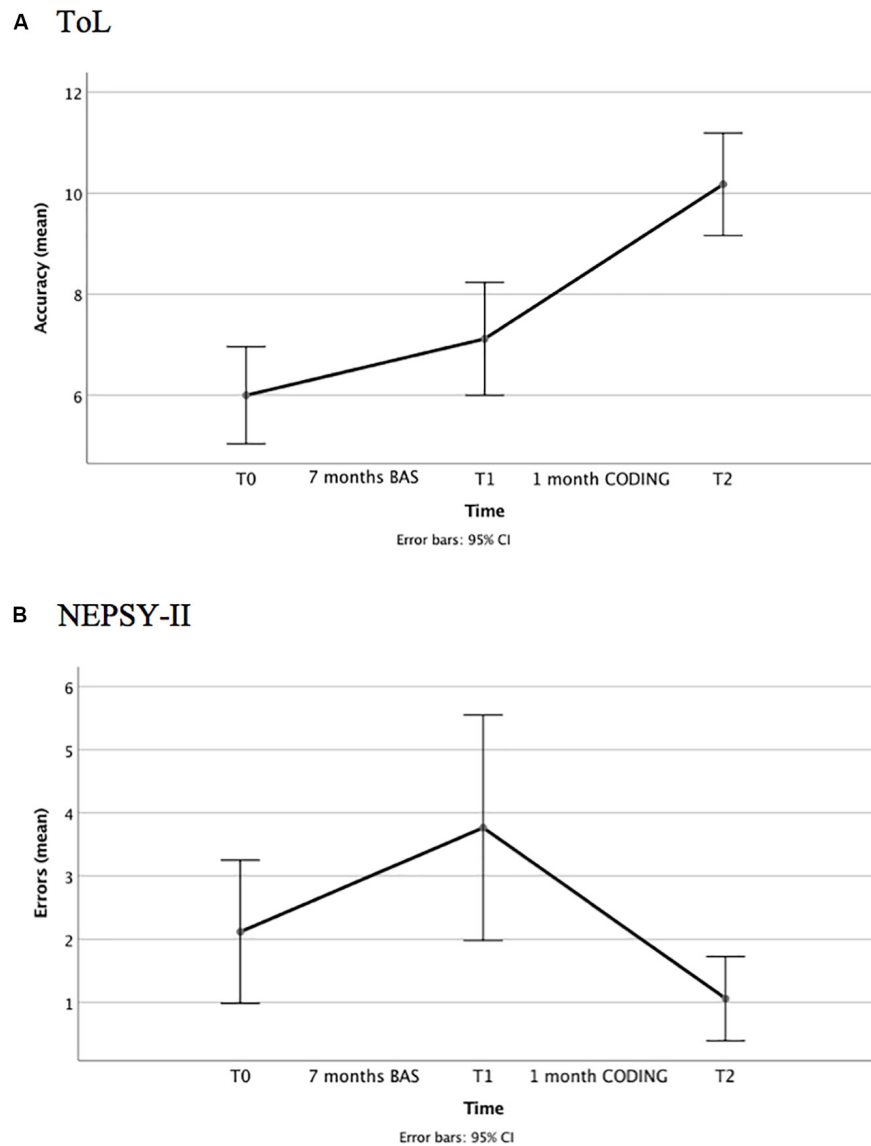 A ToL
12
10
8
6
Accuracy (mean)
T0 7 months BAS T1 1 month CODING T2
Time
Error bars: 95% CI
B NEPSY-II
6
5
4
3
2
1
Errors (mean)
T0 7 months BAS T1 1 month CODING T2
Time
Error bars: 95% CI